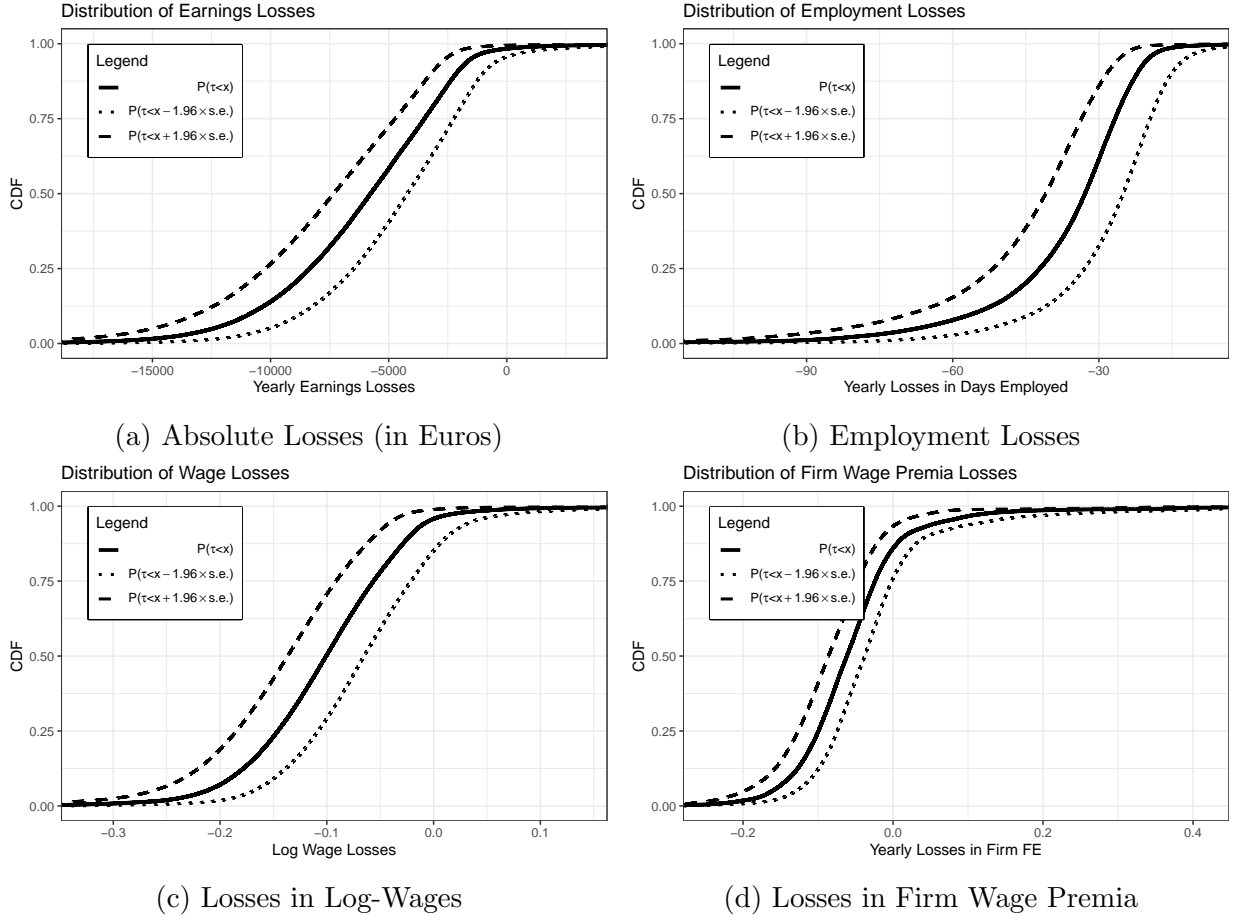 Distribution of Earnings Losses
CDF
1.00
0.75
0.50
0.25
0.00
Legend
P(τ<x)
P(τ<x−1.96×s.e.)
P(τ<x+1.96×s.e.)
−15000 −10000 −5000 0
Yearly Earnings Losses
(a) Absolute Losses (in Euros)
Distribution of Employment Losses
CDF
1.00
0.75
0.50
0.25
0.00
Legend
P(τ<x)
P(τ<x−1.96×s.e.)
P(τ<x+1.96×s.e.)
−90 −60 −30
Yearly Losses in Days Employed
(b) Employment Losses
Distribution of Wage Losses
CDF
1.00
0.75
0.50
0.25
0.00
Legend
P(τ<x)
P(τ<x−1.96×s.e.)
P(τ<x+1.96×s.e.)
−0.3 −0.2 −0.1 0.0 0.1
Log Wage Losses
(c) Losses in Log-Wages
Distribution of Firm Wage Premia Losses
CDF
1.00
0.75
0.50
0.25
0.00
Legend
P(τ<x)
P(τ<x−1.96×s.e.)
P(τ<x+1.96×s.e.)
−0.2 0.0 0.2 0.4
Yearly Losses in Firm FE
(d) Losses in Firm Wage Premia